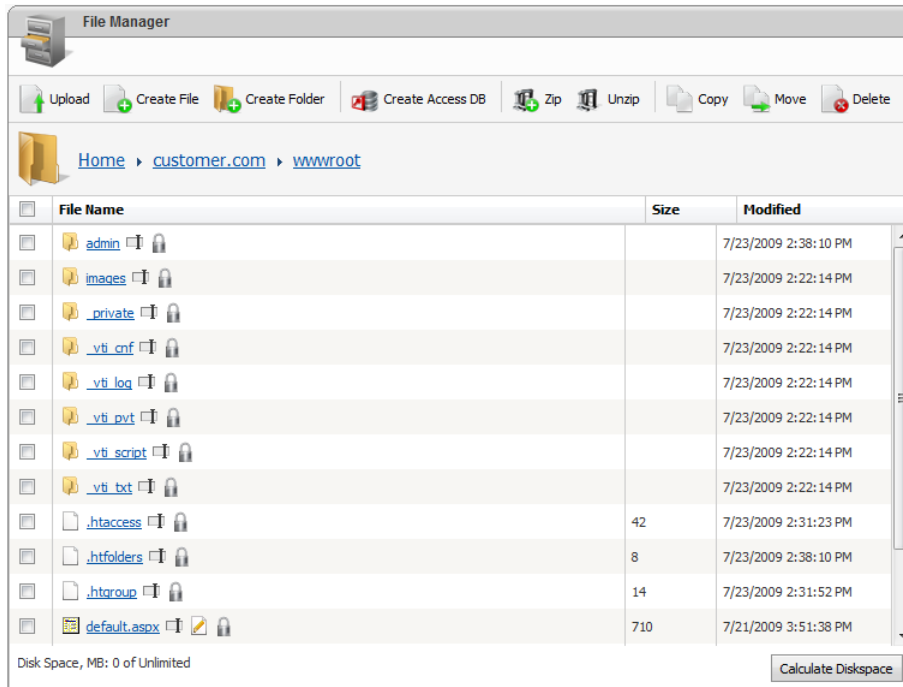 File Manager
Upload Create File Create Folder Create Access DB Zip Unzip Copy Move Delete
Home customer.com wwwroot
File Name Size Modified
admin 7/23/2009 2:38:10 PM
images 7/23/2009 2:22:14 PM
_private 7/23/2009 2:22:14 PM
_vti_cnf 7/23/2009 2:22:14 PM
_vti_log 7/23/2009 2:22:14 PM
_vti_pvt 7/23/2009 2:22:14 PM
_vti_script 7/23/2009 2:22:14 PM
_vti_txt 7/23/2009 2:22:14 PM
.htaccess 42 7/23/2009 2:31:23 PM
.htfolders 8 7/23/2009 2:38:10 PM
.htgroup 14 7/23/2009 2:31:52 PM
default.aspx 710 7/21/2009 3:51:38 PM
Disk Space, MB: 0 of Unlimited Calculate Diskspace